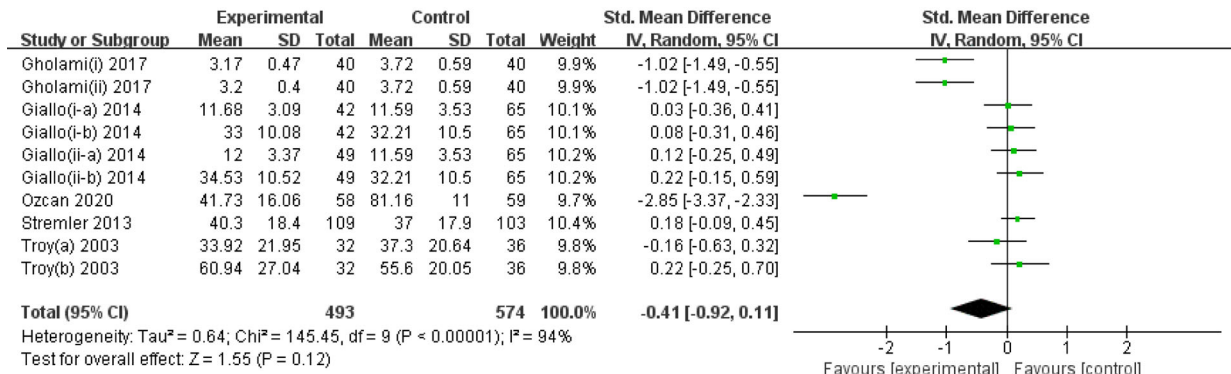 Experimental Control Std. Mean Difference Std. Mean Difference
Study or Subgroup Mean SD Total Mean SD Total Weight IV, Random, 95% CI IV, Random, 95% CI
Gholami(i) 2017 3.17 0.47 40 3.72 0.59 40 9.9% -1.02 [-1.49, -0.55]
Gholami(ii) 2017 3.2 0.4 40 3.72 0.59 40 9.9% -1.02 [-1.49, -0.55]
Giallo(i-a) 2014 11.68 3.09 42 11.59 3.53 65 10.1% 0.03 [-0.36, 0.41]
Giallo(i-b) 2014 33 10.08 42 32.21 10.5 65 10.1% 0.08 [-0.31, 0.46]
Giallo(ii-a) 2014 12 3.37 49 11.59 3.53 65 10.2% 0.12 [-0.25, 0.49]
Giallo(ii-b) 2014 34.53 10.52 49 32.21 10.5 65 10.2% 0.22 [-0.15, 0.59]
Ozcan 2020 41.73 16.06 58 81.16 11 59 9.7% -2.85 [-3.37, -2.33]
Stremler 2013 40.3 18.4 109 37 17.9 103 10.4% 0.18 [-0.09, 0.45]
Troy(a) 2003 33.92 21.95 32 37.3 20.64 36 9.8% -0.16 [-0.63, 0.32]
Troy(b) 2003 60.94 27.04 32 55.6 20.05 36 9.8% 0.22 [-0.25, 0.70]
Total (95% CI) 493 574 100.0% -0.41 [-0.92, 0.11]
Heterogeneity: Tau² = 0.64; Chi² = 145.45, df = 9 (P < 0.00001); I² = 94%
Test for overall effect: Z = 1.55 (P = 0.12)
-2 -1 0 1 2
Favours [experimental] Favours [control]